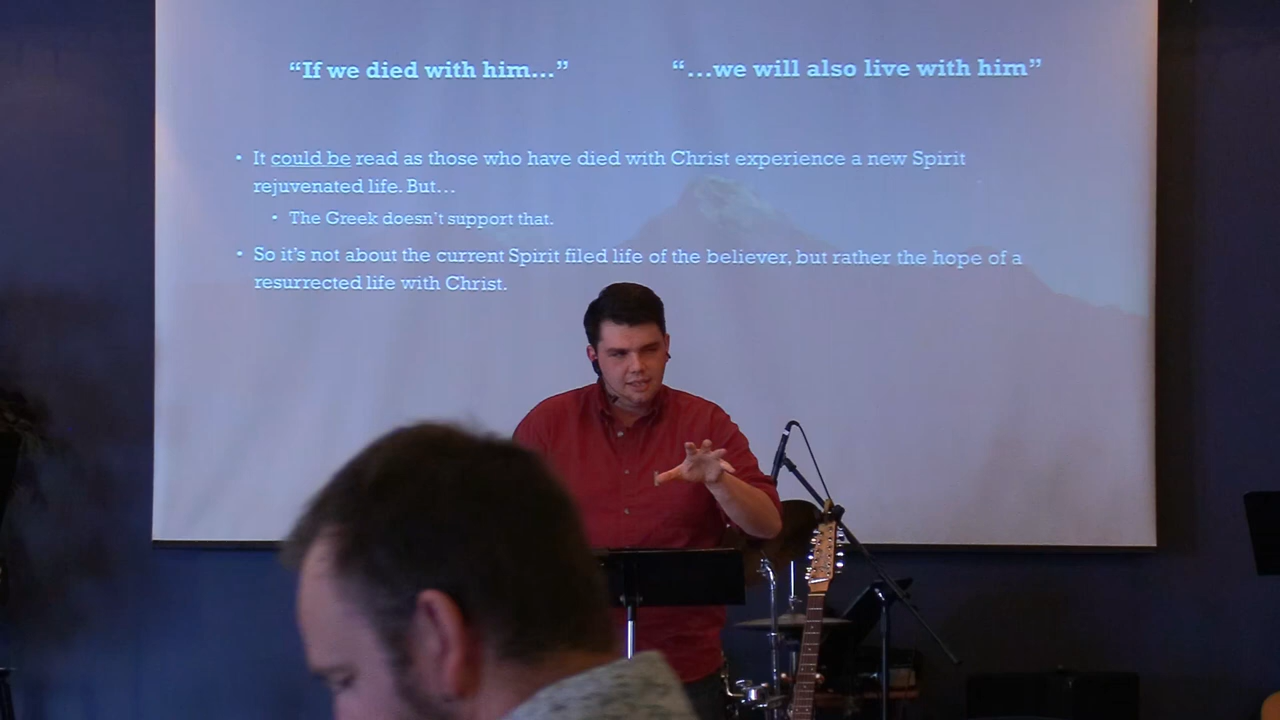 “If we died with him…” “…we will also live with him”
• It could be read as those who have died with Christ experience a new Spirit
rejuvenated life. But…
• The Greek doesn’t support that.
• So it’s not about the current Spirit filed life of the believer, but rather the hope of a
resurrected life with Christ.